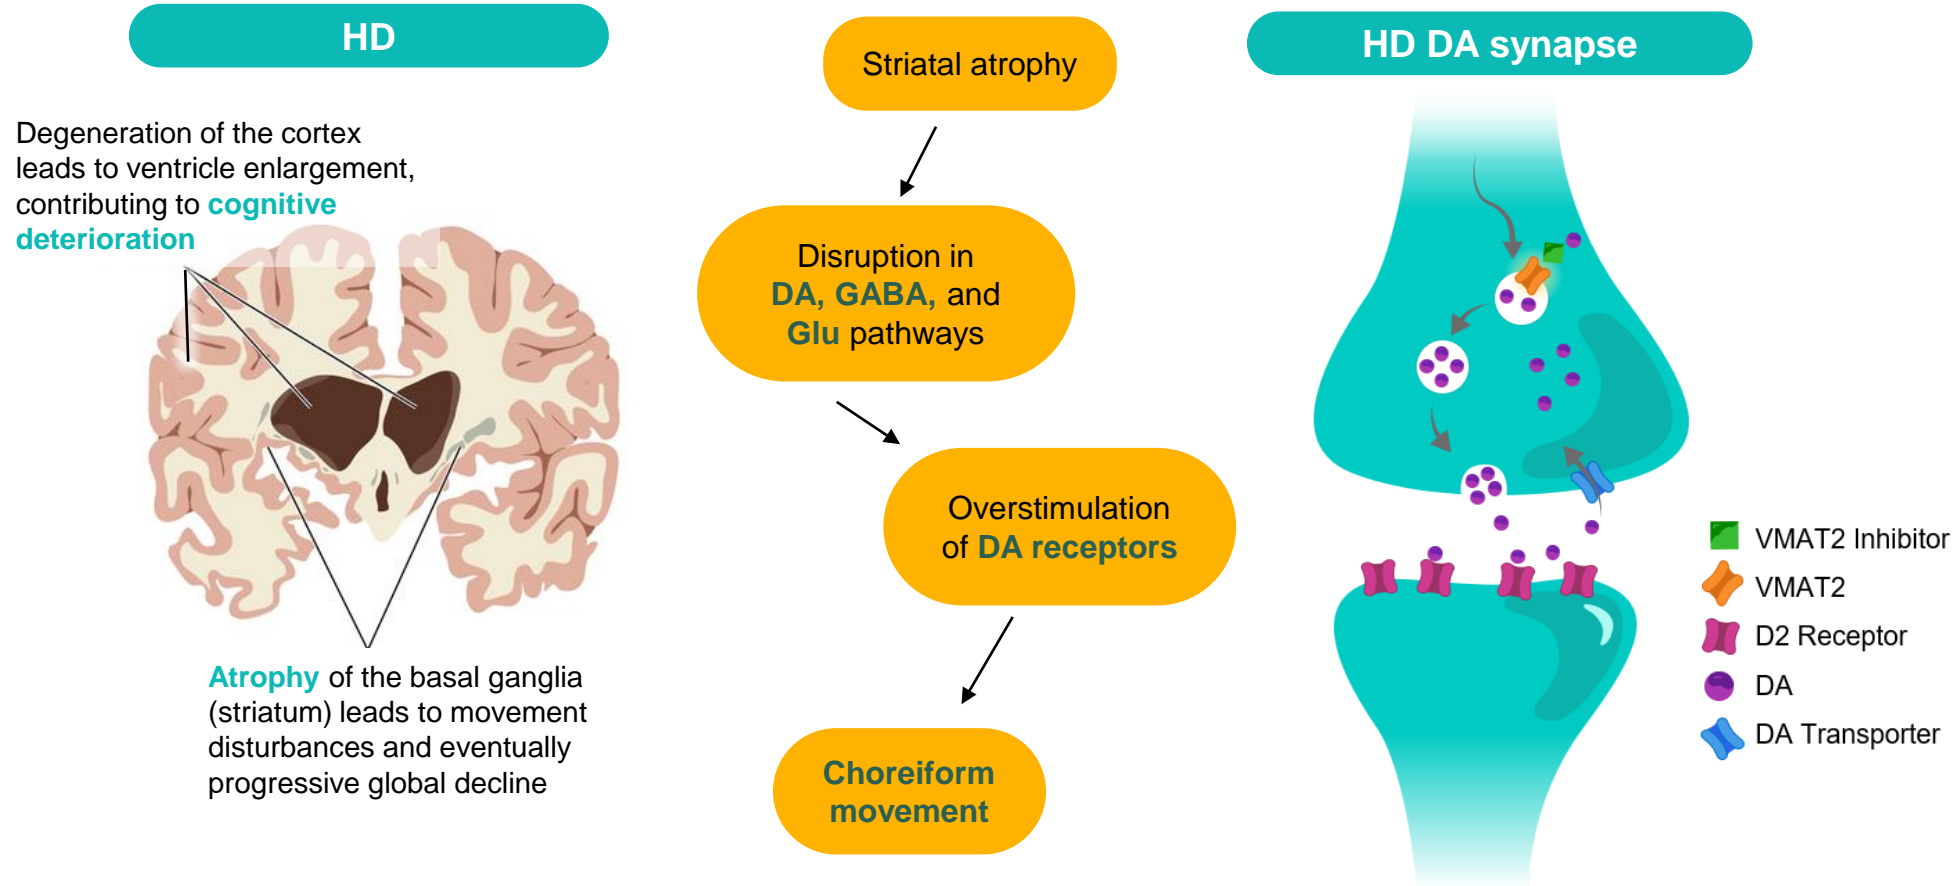 HD
Degeneration of the cortex
leads to ventricle enlargement,
contributing to cognitive
deterioration
Atrophy of the basal ganglia
(striatum) leads to movement
disturbances and eventually
progressive global decline
Striatal atrophy
Disruption in
DA, GABA, and
Glu pathways
Overstimulation
of DA receptors
Choreiform
movement
HD DA synapse
VMAT2 Inhibitor
VMAT2
D2 Receptor
DA
DA Transporter